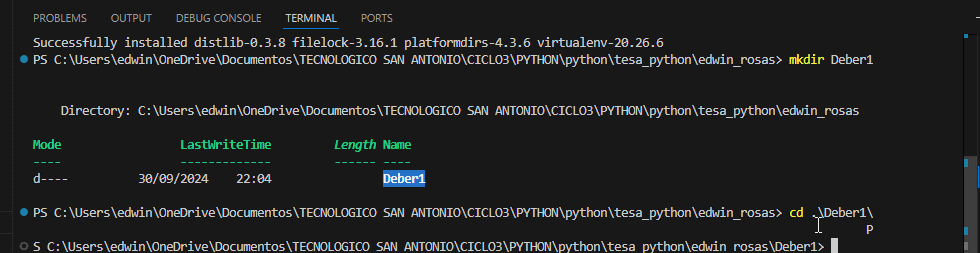 PROBLEMS OUTPUT DEBUG CONSOLE TERMINAL PORTS
Successfully installed distlib-0.3.8 filelock-3.16.1 platformdirs-4.3.6 virtualenv-20.26.6
PS C:\Users\edwin\OneDrive\Documentos\TECNOLOGICO SAN ANTONIO\CICLO3\PYTHON\python\tesa_python\edwin_rosas> mkdir Deber1
Directory: C:\Users\edwin\OneDrive\Documentos\TECNOLOGICO SAN ANTONIO\CICLO3\PYTHON\python\tesa_python\edwin_rosas
Mode LastWriteTime Length Name
---- ------------- ------ ----
d---- 30/09/2024 22:04 Deber1
PS C:\Users\edwin\OneDrive\Documentos\TECNOLOGICO SAN ANTONIO\CICLO3\PYTHON\python\tesa_python\edwin_rosas> cd .\Deber1\
P
S C:\Users\edwin\OneDrive\Documentos\TECNOLOGICO SAN ANTONIO\CICLO3\PYTHON\python\tesa_python\edwin_rosas\Deber1>